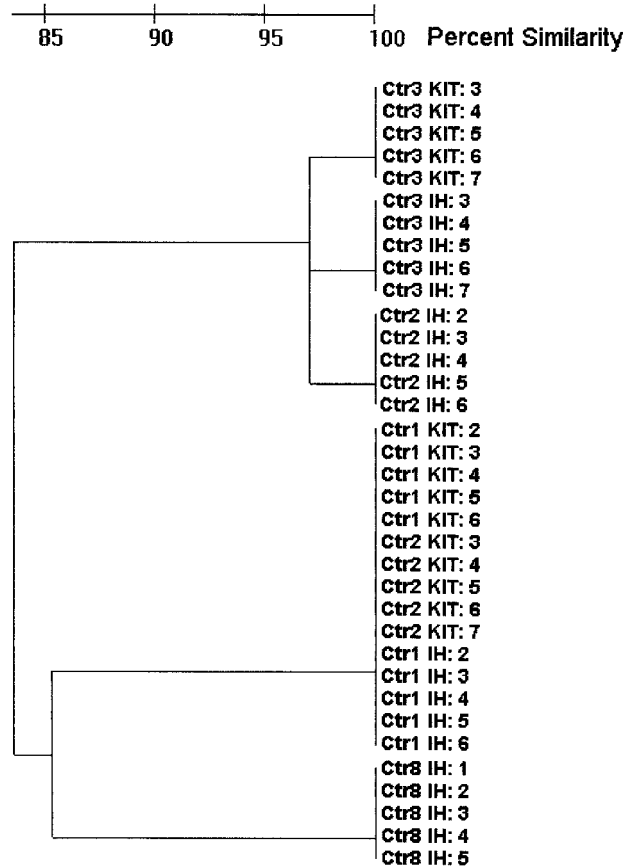 85 90 95 100 Percent Similarity
Ctr3 KIT: 3
Ctr3 KIT: 4
Ctr3 KIT: 5
Ctr3 KIT: 6
Ctr3 KIT: 7
Ctr3 IH: 3
Ctr3 IH: 4
Ctr3 IH: 5
Ctr3 IH: 6
Ctr3 IH: 7
Ctr2 IH: 2
Ctr2 IH: 3
Ctr2 IH: 4
Ctr2 IH: 5
Ctr2 IH: 6
Ctr1 KIT: 2
Ctr1 KIT: 3
Ctr1 KIT: 4
Ctr1 KIT: 5
Ctr1 KIT: 6
Ctr2 KIT: 3
Ctr2 KIT: 4
Ctr2 KIT: 5
Ctr2 KIT: 6
Ctr2 KIT: 7
Ctr1 IH: 2
Ctr1 IH: 3
Ctr1 IH: 4
Ctr1 IH: 5
Ctr1 IH: 6
Ctr8 IH: 1
Ctr8 IH: 2
Ctr8 IH: 3
Ctr8 IH: 4
Ctr8 IH: 5